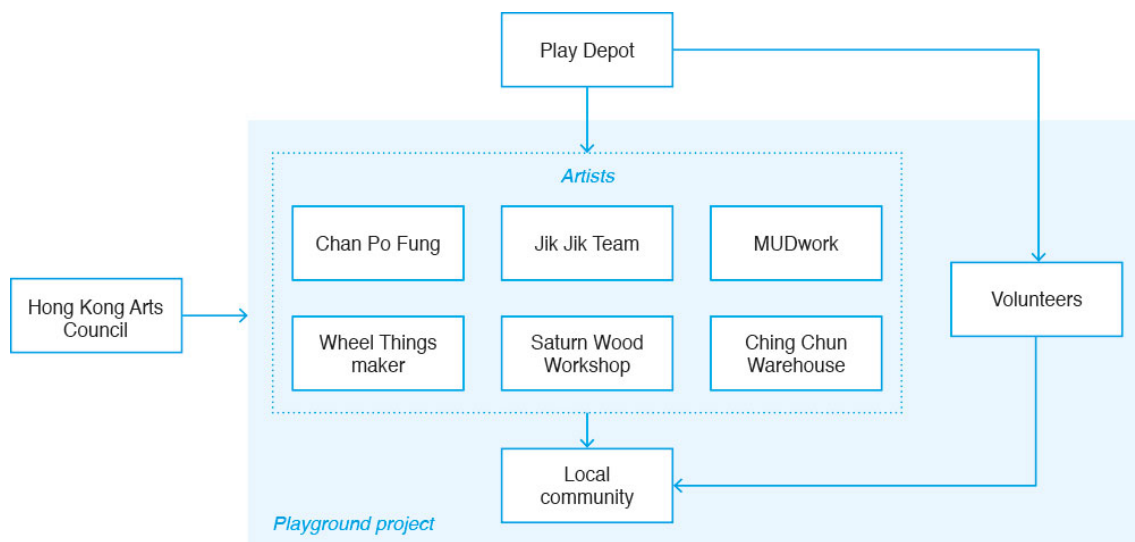 Play Depot
Artists
Chan Po Fung
Jik Jik Team
MUDwork
Hong Kong Arts
Council
Volunteers
Wheel Things
maker
Saturn Wood
Workshop
Ching Chun
Warehouse
Local
community
Playground project